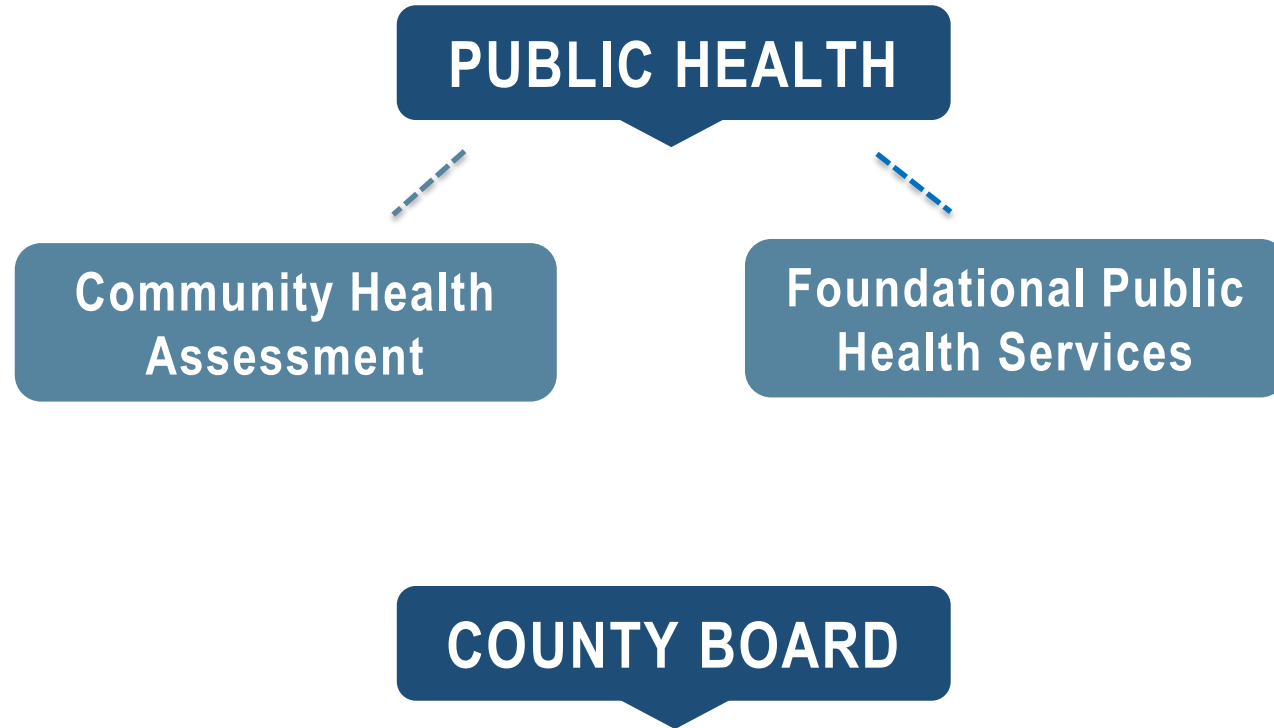 PUBLIC HEALTH
Community Health
Assessment
Foundational Public
Health Services
COUNTY BOARD